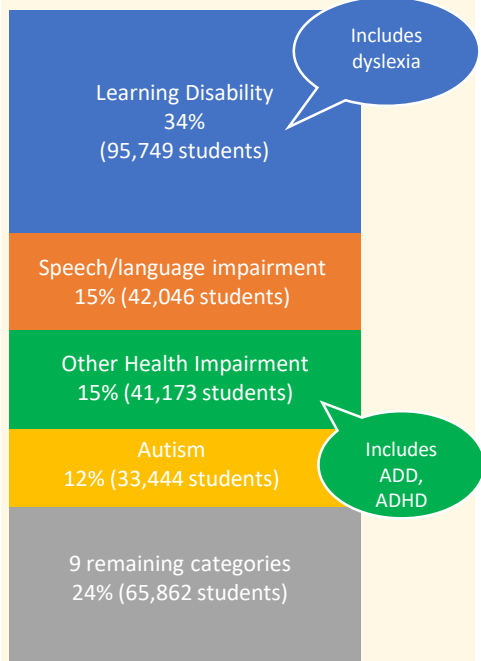 Includes
dyslexia
Learning Disability
34%
(95,749 students)
Speech/language impairment
15% (42,046 students)
Other Health Impairment
15% (41,173 students)
Autism
12% (33,444 students)
Includes
ADD,
ADHD
9 remaining categories
24% (65,862 students)